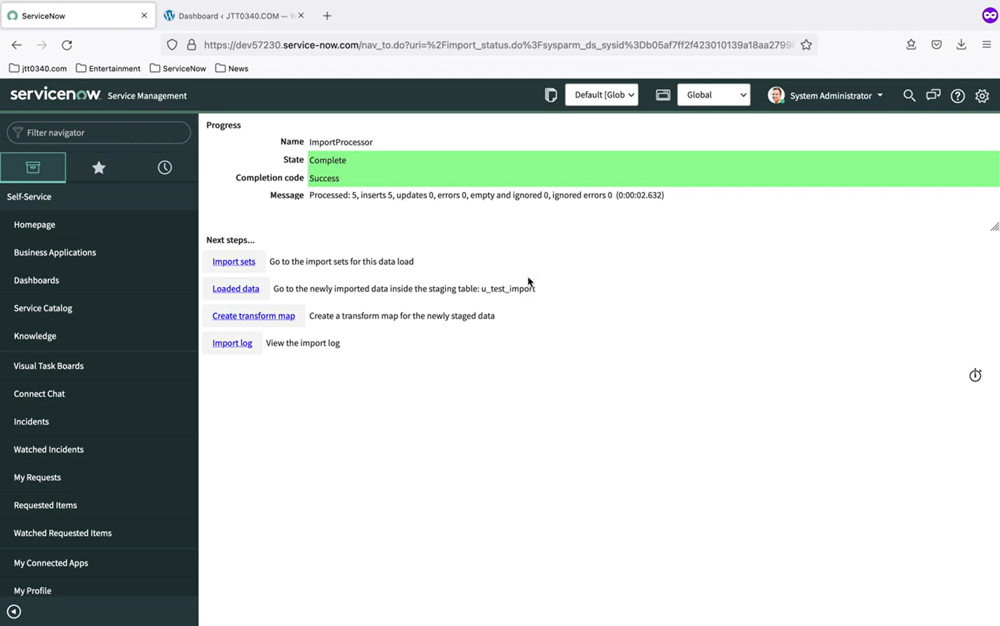 ServiceNow
Dashboard ‹ JTT0340.COM —
https://dev57230.service-now.com/nav_to.do?uri=%2Fimport_status.do%3Fsysparm_ds_sysid%3Db05af7ff2f423010139a18aa2799
jtt0340.com Entertainment ServiceNow News
servicenow Service Management Default [Glob Global System Administrator
Filter navigator
Self-Service
Homepage
Business Applications
Dashboards
Service Catalog
Knowledge
Visual Task Boards
Connect Chat
Incidents
Watched Incidents
My Requests
Requested Items
Watched Requested Items
My Connected Apps
My Profile
Progress
Name ImportProcessor
State Complete
Completion code Success
Message Processed: 5, inserts 5, updates 0, errors 0, empty and ignored 0, ignored errors 0 (0:00:02.632)
Next steps...
Import sets Go to the import sets for this data load
Loaded data Go to the newly imported data inside the staging table: u_test_import
Create transform map Create a transform map for the newly staged data
Import log View the import log